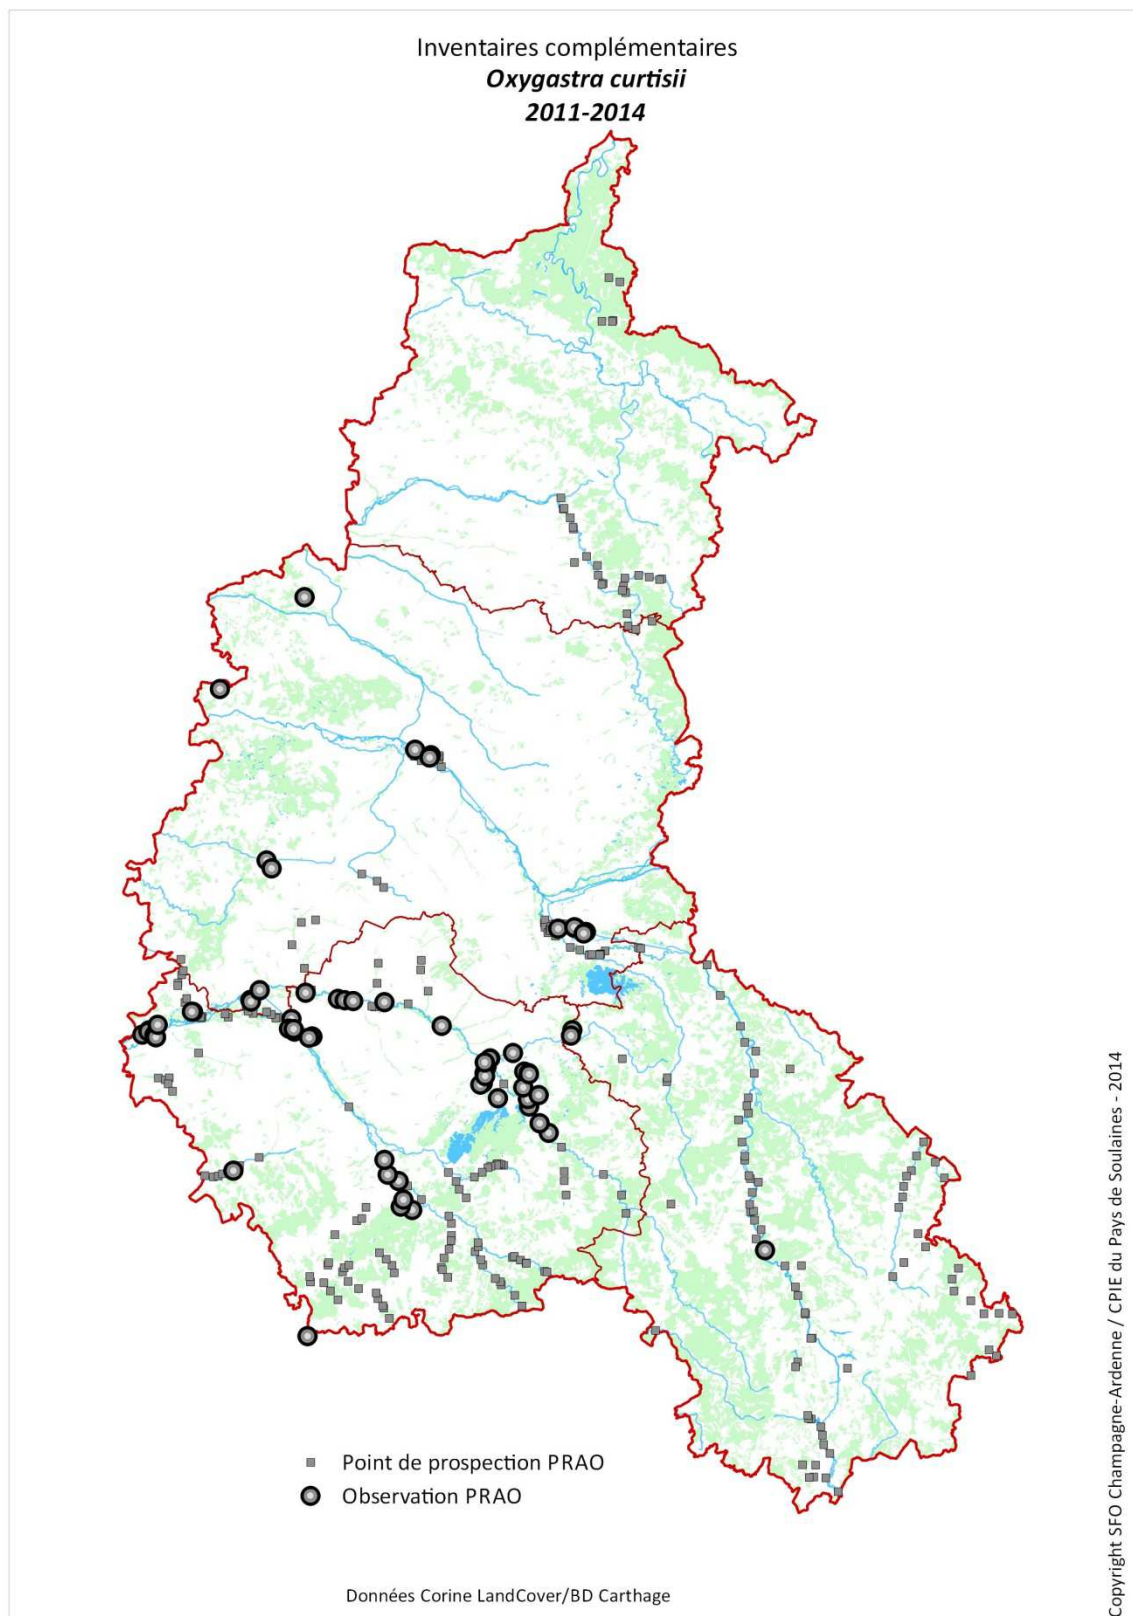 Inventaires complémentaires
Oxygastra curtisii
2011-2014
Point de prospection PRAO
Observation PRAO
Données Corine LandCover/BD Carthage
Copyright SFO Champagne-Ardenne / CPIE du Pays de Soulaines - 2014